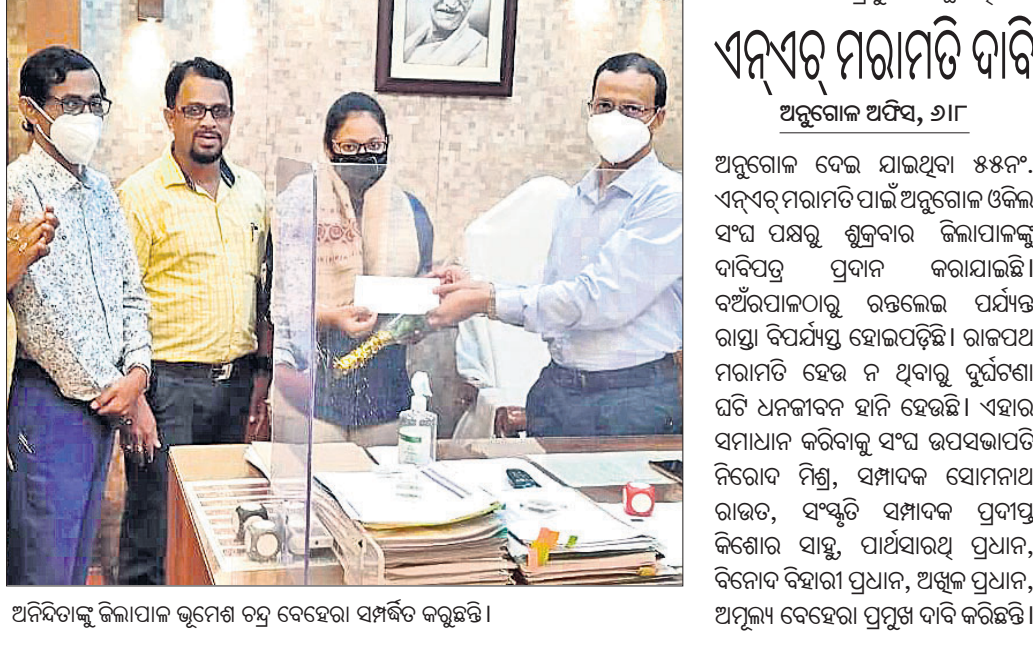 ଅନିନ୍ଦିତାଙ୍କୁ ଜିଲାପାଳ ଭୂମେଶ ଚନ୍ଦ୍ର ବେହେରା ସମ୍ପର୍ଦ୍ଧିତ କରୁଛନ୍ତି।
ଏନ୍ଏଚ୍ ମରାମତି ଦାବି
ଅନୁଗୋଳ ଅଫିସ, ୬।୮
ଅନୁଗୋଳ ଦେଇ ଯାଇଥିବା ୫୫ନଂ.
ଏନ୍ଏଚ୍ ମରାମତି ପାଇଁ ଅନୁଗୋଳ ଓକିଲ
ସଂଘ ପକ୍ଷରୁ ଶୁକ୍ରବାର ଜିଲାପାଳଙ୍କୁ
ଦାବିପତ୍ର ପ୍ରଦାନ କରାଯାଇଛି।
ବଅଁରପାଳଠାରୁ ରନ୍ତଲେଇ ପର୍ଯ୍ୟନ୍ତ
ରାସ୍ତା ବିପର୍ଯ୍ୟସ୍ତ ହୋଇପଡ଼ିଛି। ରାଜପଥ
ମରାମତି ହେଉ ନ ଥିବାରୁ ଦୁର୍ଘଟଣା
ଘଟି ଧନଜୀବନ ହାନି ହେଉଛି। ଏହାର
ସମାଧାନ କରିବାକୁ ସଂଘ ଉପସଭାପତି
ନିରୋଦ ମିଶ୍ର, ସମ୍ପାଦକ ସୋମନାଥ
ରାଉତ, ସଂସ୍କୃତି ସମ୍ପାଦକ ପ୍ରଦୀପ୍ତ
କିଶୋର ସାହୁ, ପାର୍ଥସାରଥି ପ୍ରଧାନ,
ବିନୋଦ ବିହାରୀ ପ୍ରଧାନ, ଅଖିଳ ପ୍ରଧାନ,
ଅମୂଲ୍ୟ ବେହେରା ପ୍ରମୁଖ ଦାବି କରିଛନ୍ତି।